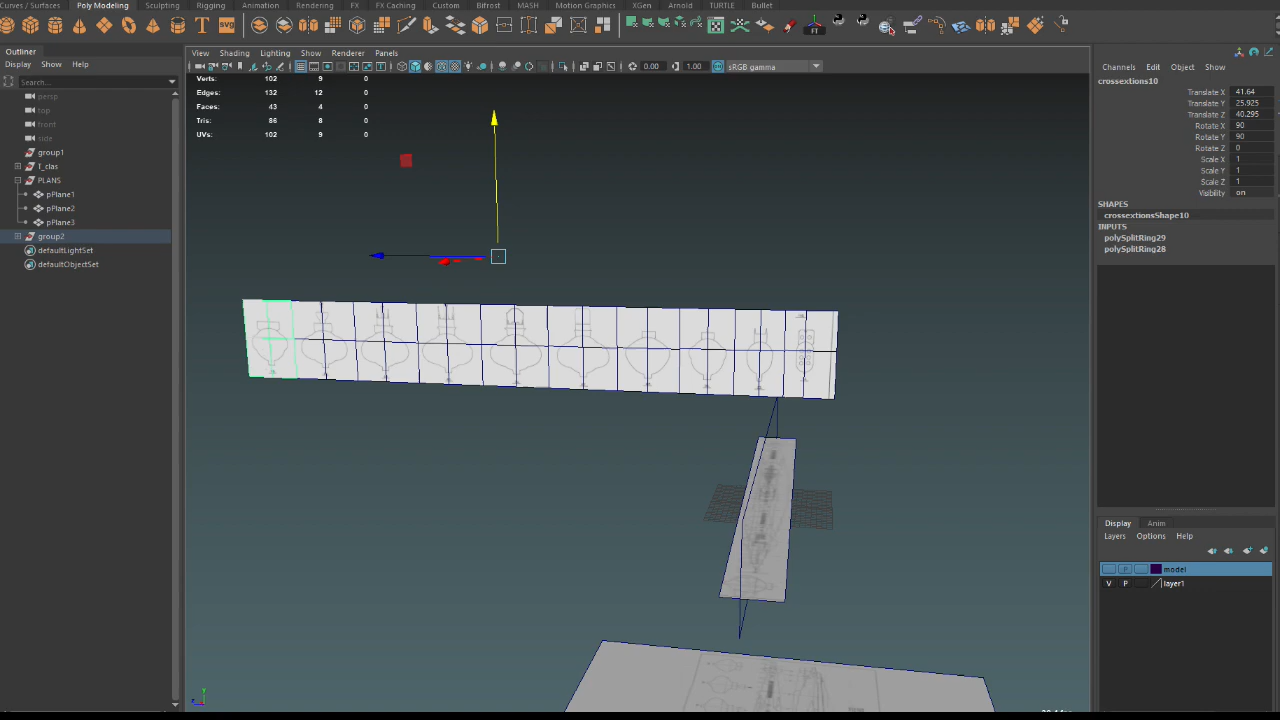 Curves / Surfaces Poly Modeling Sculpting Rigging Animation Rendering FX FX Caching Custom Bifrost MASH Motion Graphics XGen Arnold TURTLE Bullet
T SVG FT
Outliner
Display Show Help
Search...
persp
top
front
side
group1
T_clas
PLANS
pPlane1
pPlane2
pPlane3
group2
defaultLightSet
defaultObjectSet
View Shading Lighting Show Renderer Panels
0.00 1.00 sRGB gamma
Verts: 102 9 0
Edges: 132 12 0
Faces: 43 4 0
Tris: 86 8 0
UVs: 102 9 0
Channels Edit Object Show
crossextions10
Translate X 41.64
Translate Y 25.925
Translate Z 40.295
Rotate X 90
Rotate Y 90
Rotate Z 0
Scale X 1
Scale Y 1
Scale Z 1
Visibility on
SHAPES
crossextionsShape10
INPUTS
polySplitRing29
polySplitRing28
Display Anim
Layers Options Help
P model
V P layer1